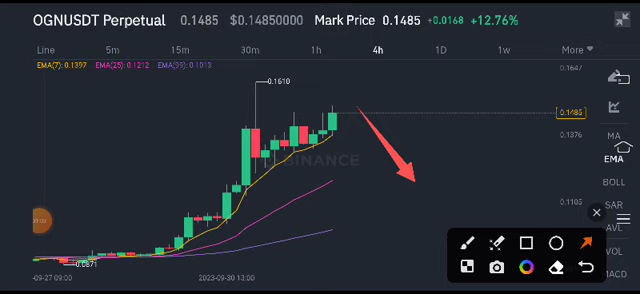 OGNUSDT Perpetual 0.1485 $0.14850000 Mark Price 0.1485 +0.0168 +12.76%
Line 5m 15m 30m 1h 4h 1D 1w More
EMA(7): 0.1397 EMA(25): 0.1212 EMA(99): 0.1013
0.1647
0.1610
0.1485
0.1376
MA
BINANCE
EMA
BOLL
0.1105
SAR
AVL
VOL
0.0871
MACD
-09-27 09:00 2023-09-30 13:00